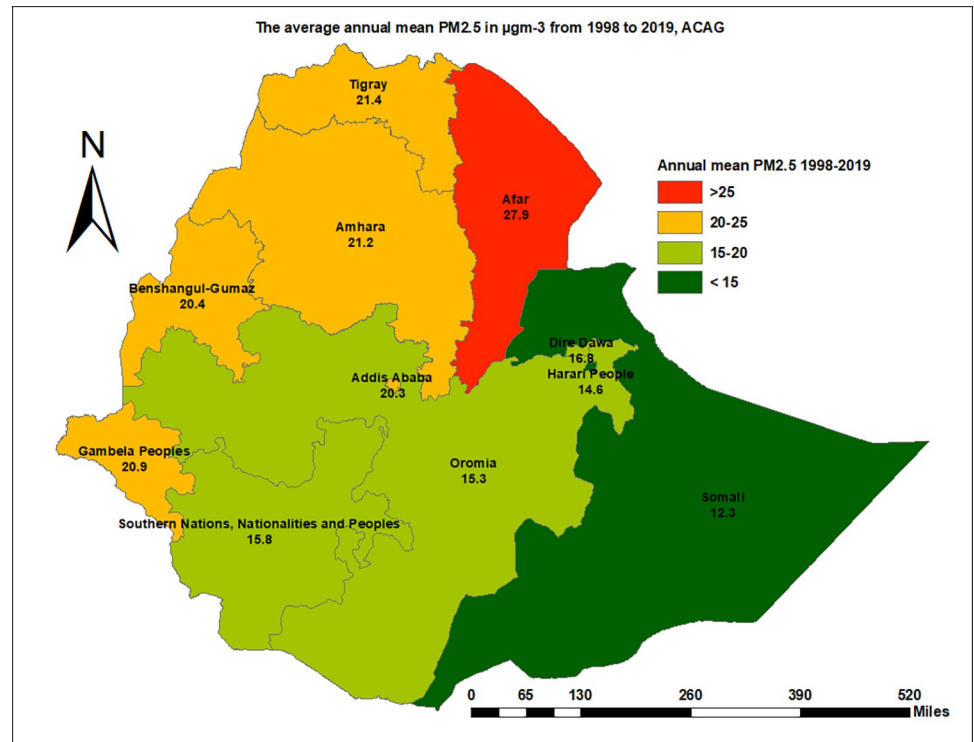 The average annual mean PM2.5 in µgm-3 from 1998 to 2019, ACAG
Tigray
21.4
N
Annual mean PM2.5 1998-2019
>25
20-25
15-20
< 15
Afar
27.9
Amhara
21.2
Benshangul-Gumaz
20.4
Dire Dawa
16.8
Harari People
14.6
Addis Ababa
20.3
Gambela Peoples
20.9
Oromia
15.3
Somali
12.3
Southern Nations, Nationalities and Peoples
15.8
0 65 130 260 390 520
Miles